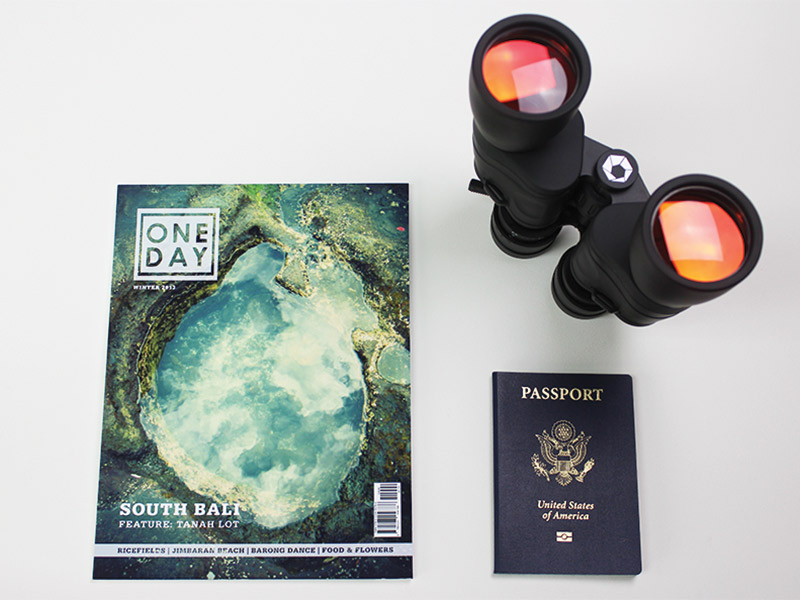 ONE
DAY
WINTER 2012
SOUTH BALI
FEATURE: TANAH LOT
RICEFIELDS | JIMBARAN BEACH | BARONG DANCE | FOOD & FLOWERS
PASSPORT
United States
of America